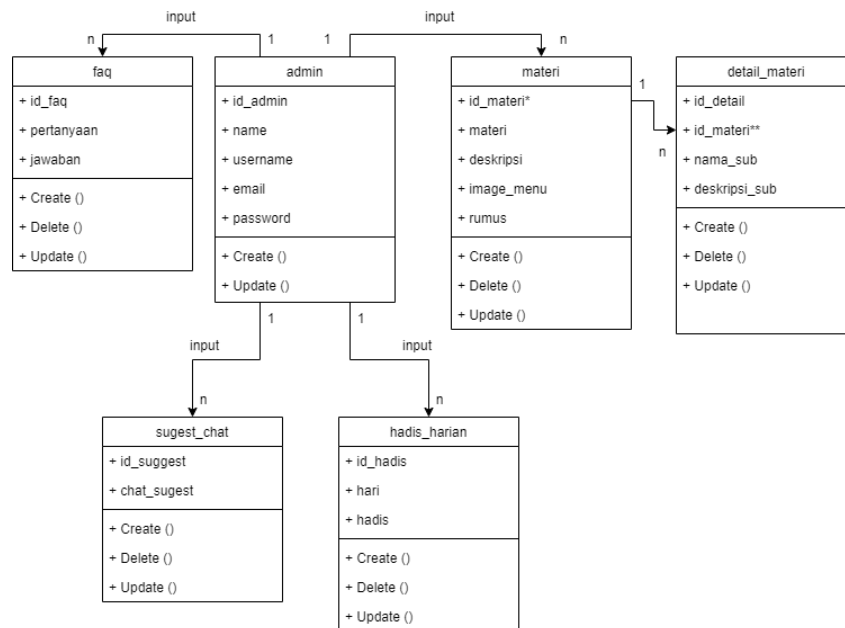 input
input
n
1
1
n
faq
+ id_faq
+ pertanyaan
+ jawaban
+ Create ()
+ Delete ()
+ Update ()
admin
+ id_admin
+ name
+ username
+ email
+ password
+ Create ()
+ Update ()
materi
+ id_materi*
+ materi
+ deskripsi
+ image_menu
+ rumus
+ Create ()
+ Delete ()
+ Update ()
1
n
detail_materi
+ id_detail
+ id_materi**
+ nama_sub
+ deskripsi_sub
+ Create ()
+ Delete ()
+ Update ()
1
1
input
input
n
n
sugest_chat
+ id_suggest
+ chat_sugest
+ Create ()
+ Delete ()
+ Update ()
hadis_harian
+ id_hadis
+ hari
+ hadis
+ Create ()
+ Delete ()
+ Update ()